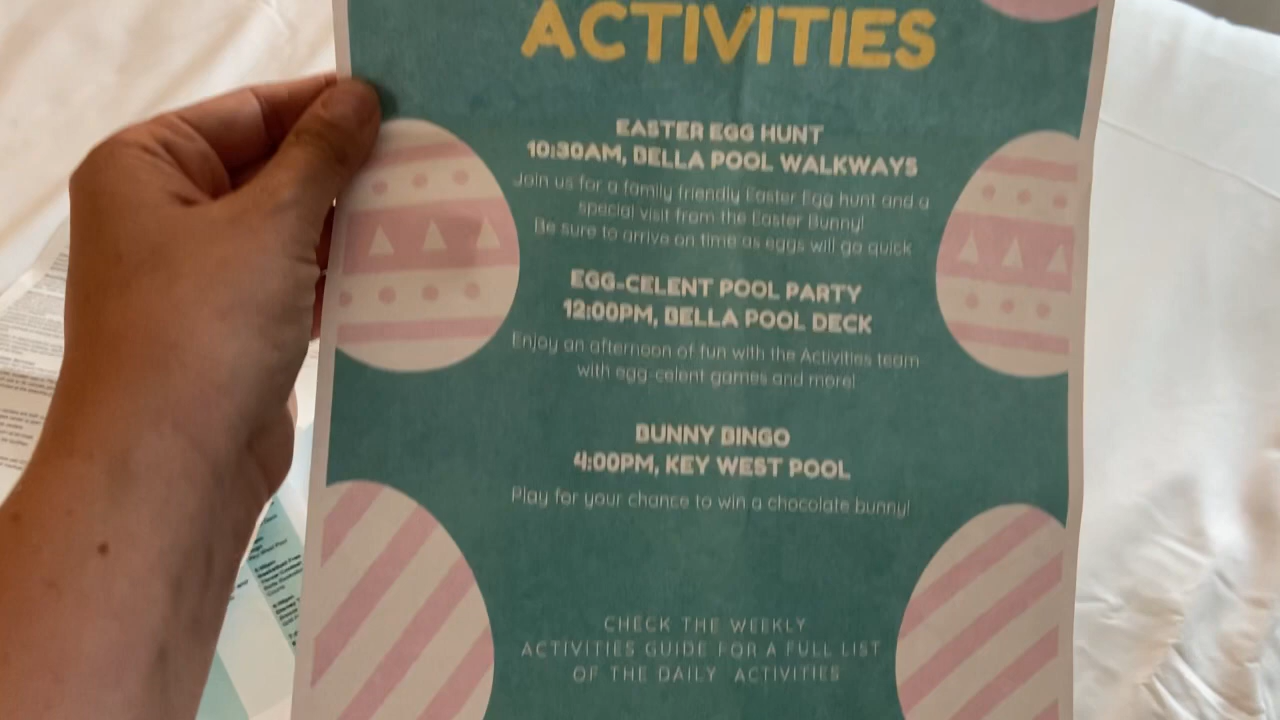 ACTIVITIES
EASTER EGG HUNT
10:30AM, BELLA POOL WALKWAYS
Join us for a family friendly Easter Egg hunt and a
special visit from the Easter Bunny!
Be sure to arrive on time as eggs will go quick
EGG-CELENT POOL PARTY
12:00PM, BELLA POOL DECK
Enjoy an afternoon of fun with the Activities team
with egg-celent games and more!
BUNNY BINGO
4:00PM, KEY WEST POOL
Play for your chance to win a chocolate bunny!
CHECK THE WEEKLY
ACTIVITIES GUIDE FOR A FULL LIST
OF THE DAILY ACTIVITIES